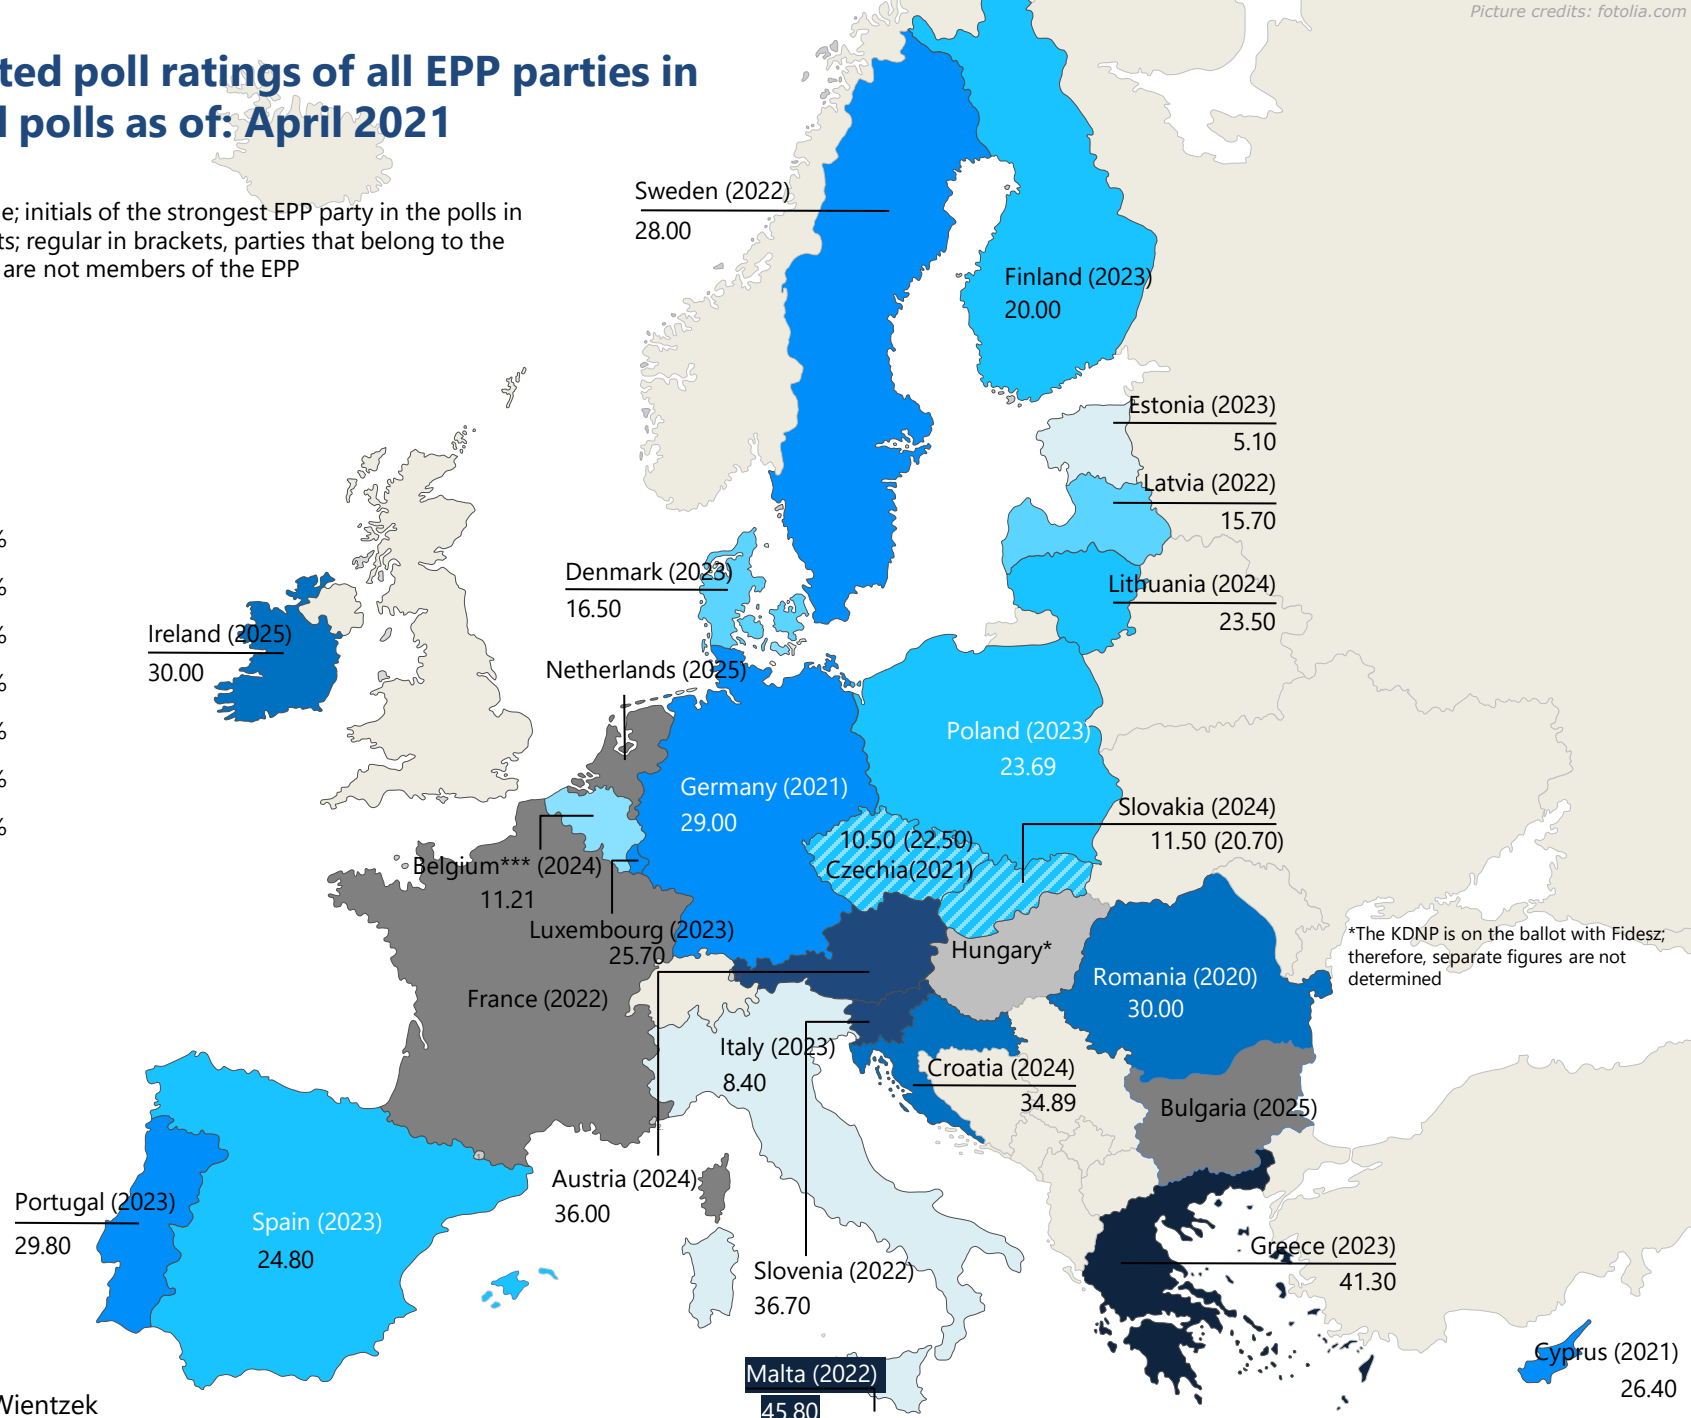 Picture credits: fotolia.com
ted poll ratings of all EPP parties in
l polls as of: April 2021
e; initials of the strongest EPP party in the polls in
ts; regular in brackets, parties that belong to the
are not members of the EPP
Sweden (2022)
28.00
Finland (2023)
20.00
Estonia (2023)
5.10
Latvia (2022)
15.70
Lithuania (2024)
23.50
%
%
%
%
%
%
%
Denmark (2023)
16.50
Ireland (2025)
30.00
Netherlands (2025)
Poland (2023)
23.69
Germany (2021)
29.00
Slovakia (2024)
11.50 (20.70)
10.50 (22.50)
Czechia(2021)
Belgium*** (2024)
11.21
Luxembourg (2023)
25.70
Hungary*
*The KDNP is on the ballot with Fidesz;
therefore, separate figures are not
determined
Romania (2020)
30.00
France (2022)
Italy (2023)
8.40
Croatia (2024)
34.89
Bulgaria (2025)
Austria (2024)
36.00
Portugal (2023)
29.80
Spain (2023)
24.80
Greece (2023)
41.30
Slovenia (2022)
36.70
Malta (2022)
45.80
Cyprus (2021)
26.40
Wientzek